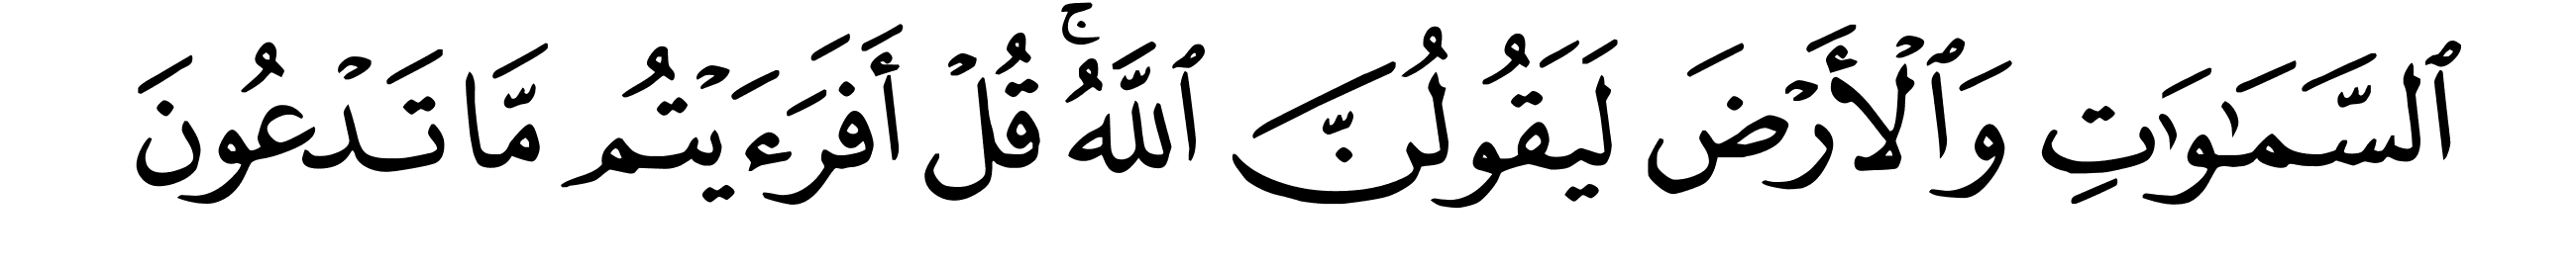 ٱلسَّمَٰوَٰتِ وَٱلْأَرْضَ لَيَقُولُنَّ ٱللَّهُ ۚ قُلْ أَفَرَءَيْتُم مَّا تَدْعُونَ